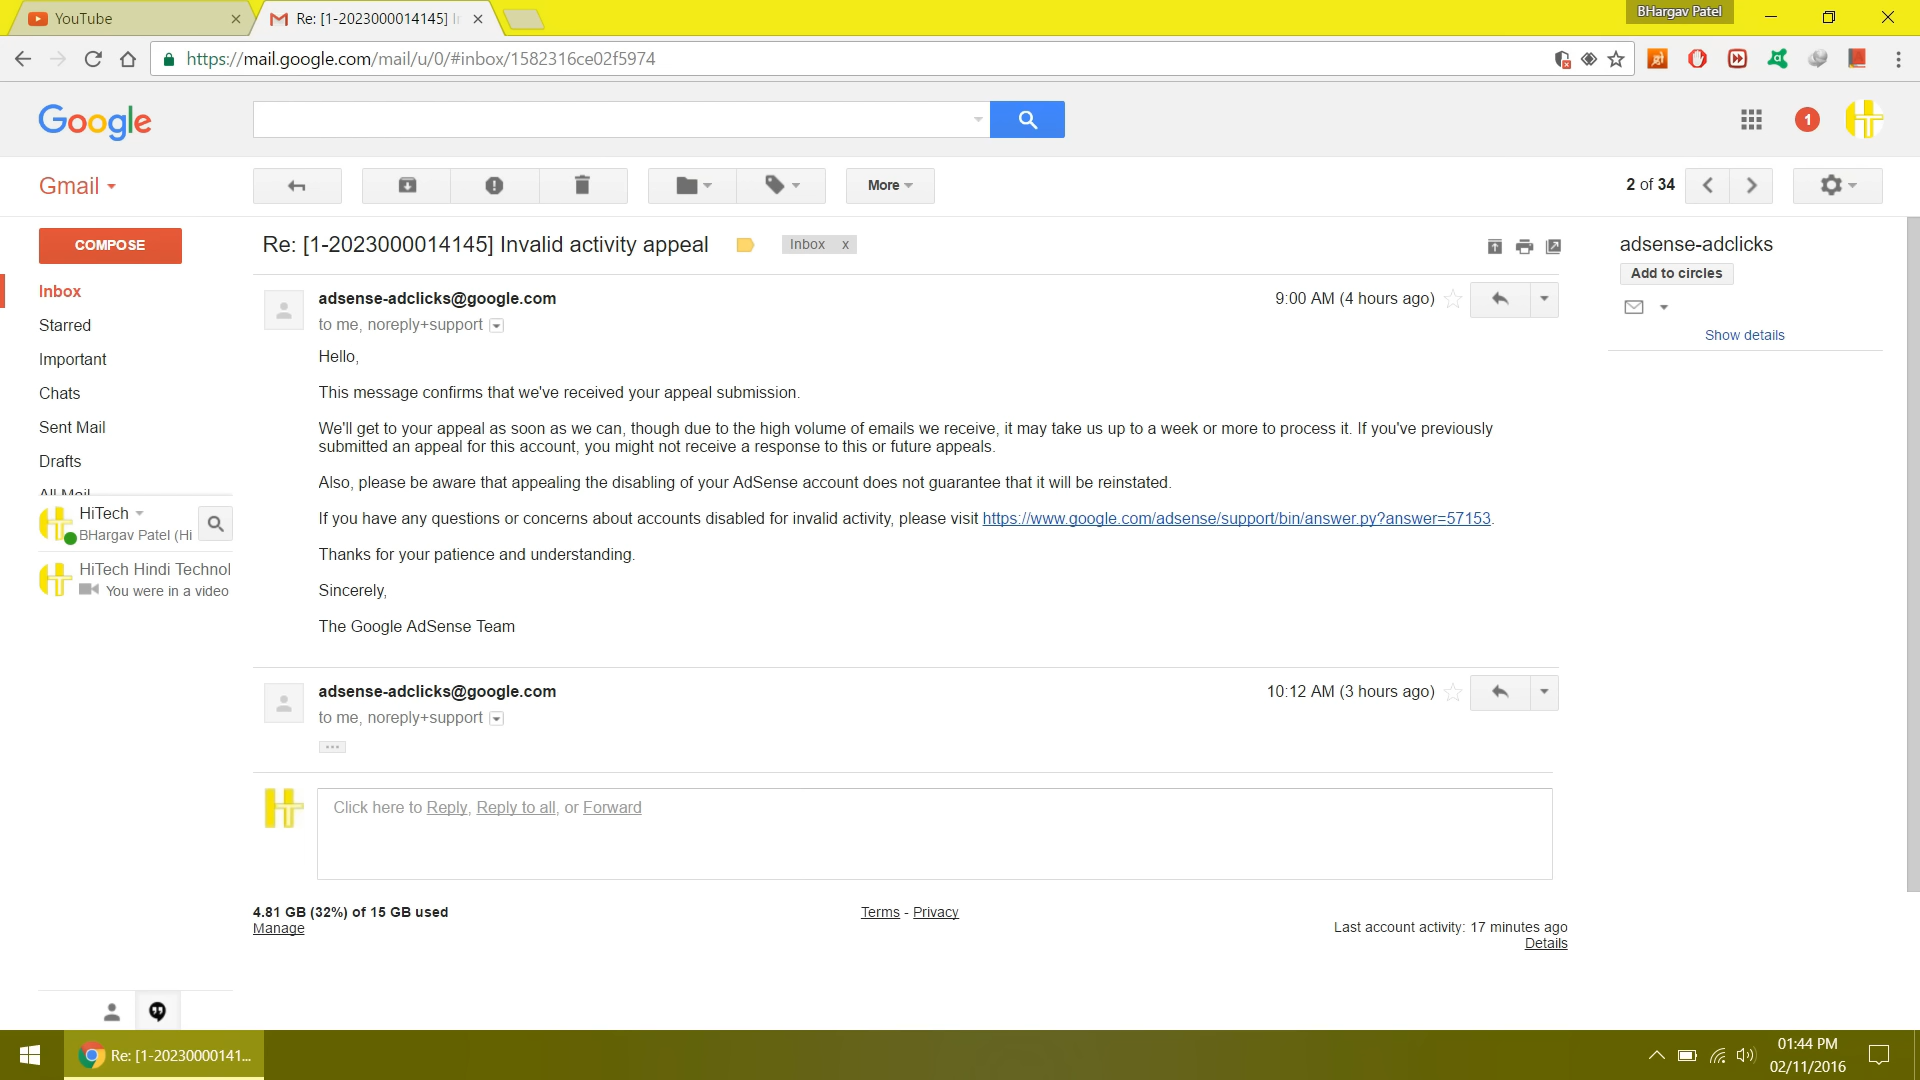 YouTube
Re: [1-2023000014145] I
BHargav Patel
https://mail.google.com/mail/u/0/#inbox/1582316ce02f5974
Google
1
Gmail
More
2 of 34
COMPOSE
Re: [1-2023000014145] Invalid activity appeal
Inbox x
adsense-adclicks
Add to circles
Show details
Inbox
Starred
Important
Chats
Sent Mail
Drafts
All Mail
HiTech
BHargav Patel (Hi
HiTech Hindi Technol
You were in a video
adsense-adclicks@google.com
9:00 AM (4 hours ago)
to me, noreply+support
Hello,
This message confirms that we've received your appeal submission.
We'll get to your appeal as soon as we can, though due to the high volume of emails we receive, it may take us up to a week or more to process it. If you've previously
submitted an appeal for this account, you might not receive a response to this or future appeals.
Also, please be aware that appealing the disabling of your AdSense account does not guarantee that it will be reinstated.
If you have any questions or concerns about accounts disabled for invalid activity, please visit https://www.google.com/adsense/support/bin/answer.py?answer=57153.
Thanks for your patience and understanding.
Sincerely,
The Google AdSense Team
adsense-adclicks@google.com
10:12 AM (3 hours ago)
to me, noreply+support
Click here to Reply, Reply to all, or Forward
4.81 GB (32%) of 15 GB used
Manage
Terms - Privacy
Last account activity: 17 minutes ago
Details
Re: [1-20230000141...
01:44 PM
02/11/2016